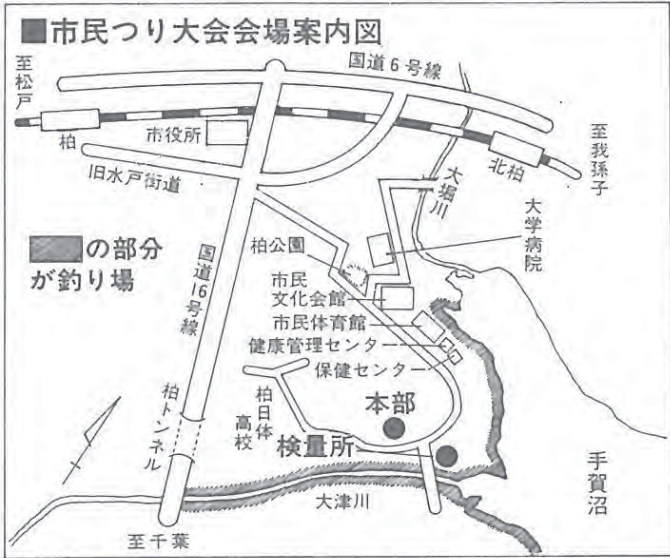 ■市民つり大会会場案内図
国道6号線
至松戸
柏
市役所
旧水戸街道
北柏
至我孫子
大堀川
大学病院
の部分
が釣り場
国道16号線
柏公園
市民
文化会館
市民体育館
健康管理センター
保健センター
柏トンネル
柏日体
高校
本部
検量所
大津川
手賀沼
至千葉